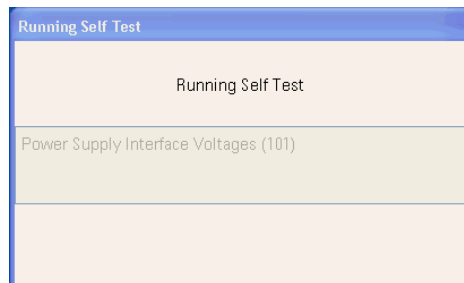 Running Self Test
Running Self Test
Power Supply Interface Voltages (101)